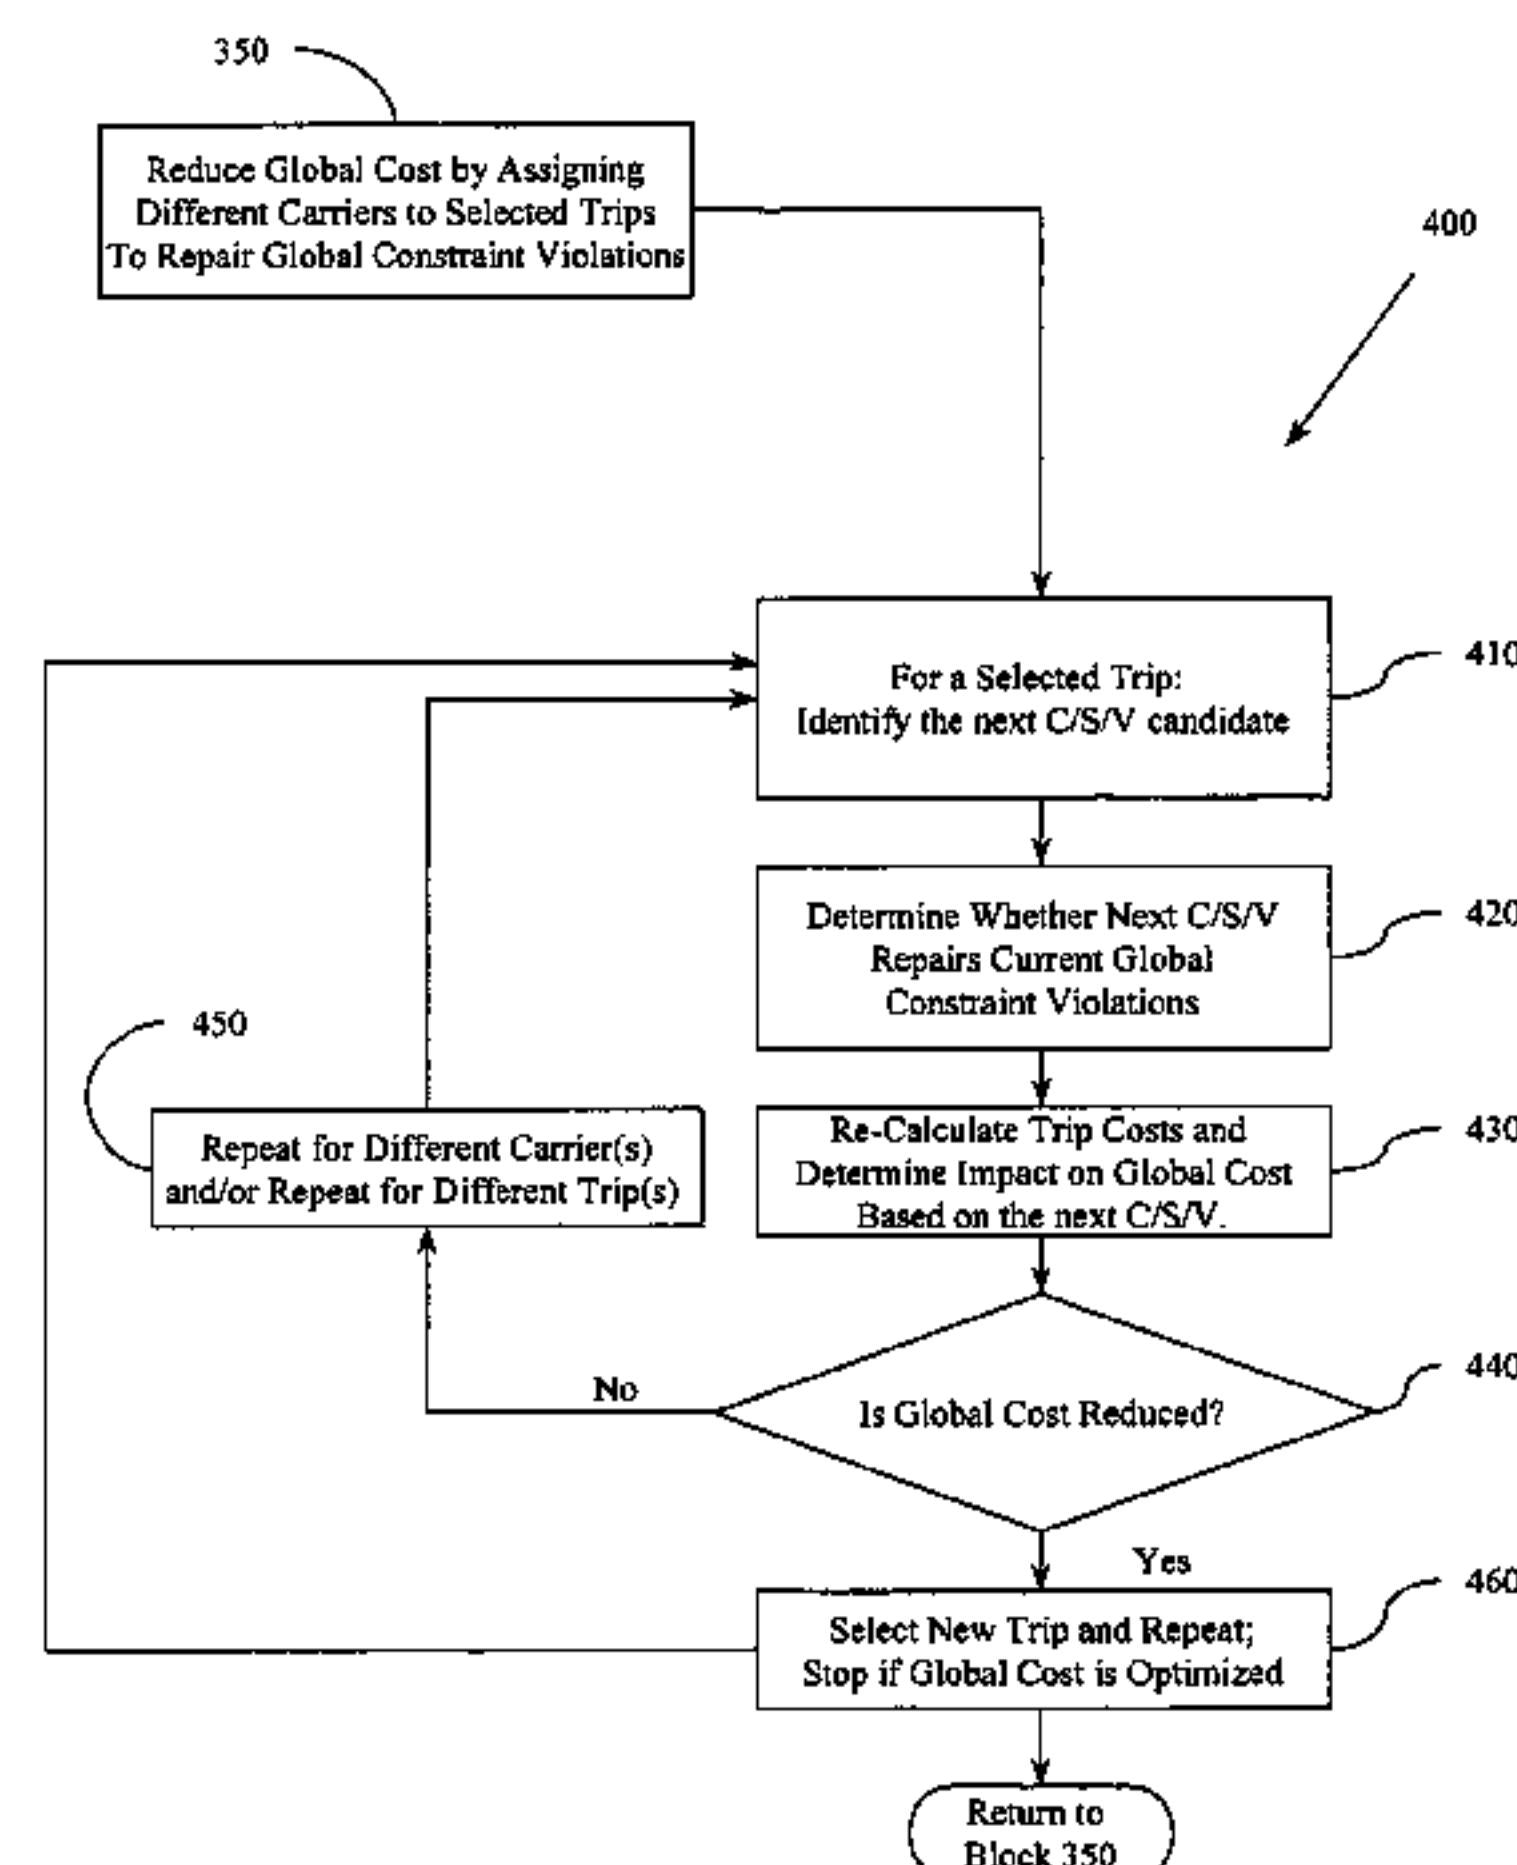 350
Reduce Global Cost by Assigning
Different Carriers to Selected Trips
To Repair Global Constraint Violations
400
For a Selected Trip:
Identify the next C/S/V candidate
410
Determine Whether Next C/S/V
Repairs Current Global
Constraint Violations
420
450
Repeat for Different Carrier(s)
and/or Repeat for Different Trip(s)
Re-Calculate Trip Costs and
Determine Impact on Global Cost
Based on the next C/S/V.
430
No
Is Global Cost Reduced?
440
Yes
Select New Trip and Repeat;
Stop if Global Cost is Optimized
460
Return to
Block 350